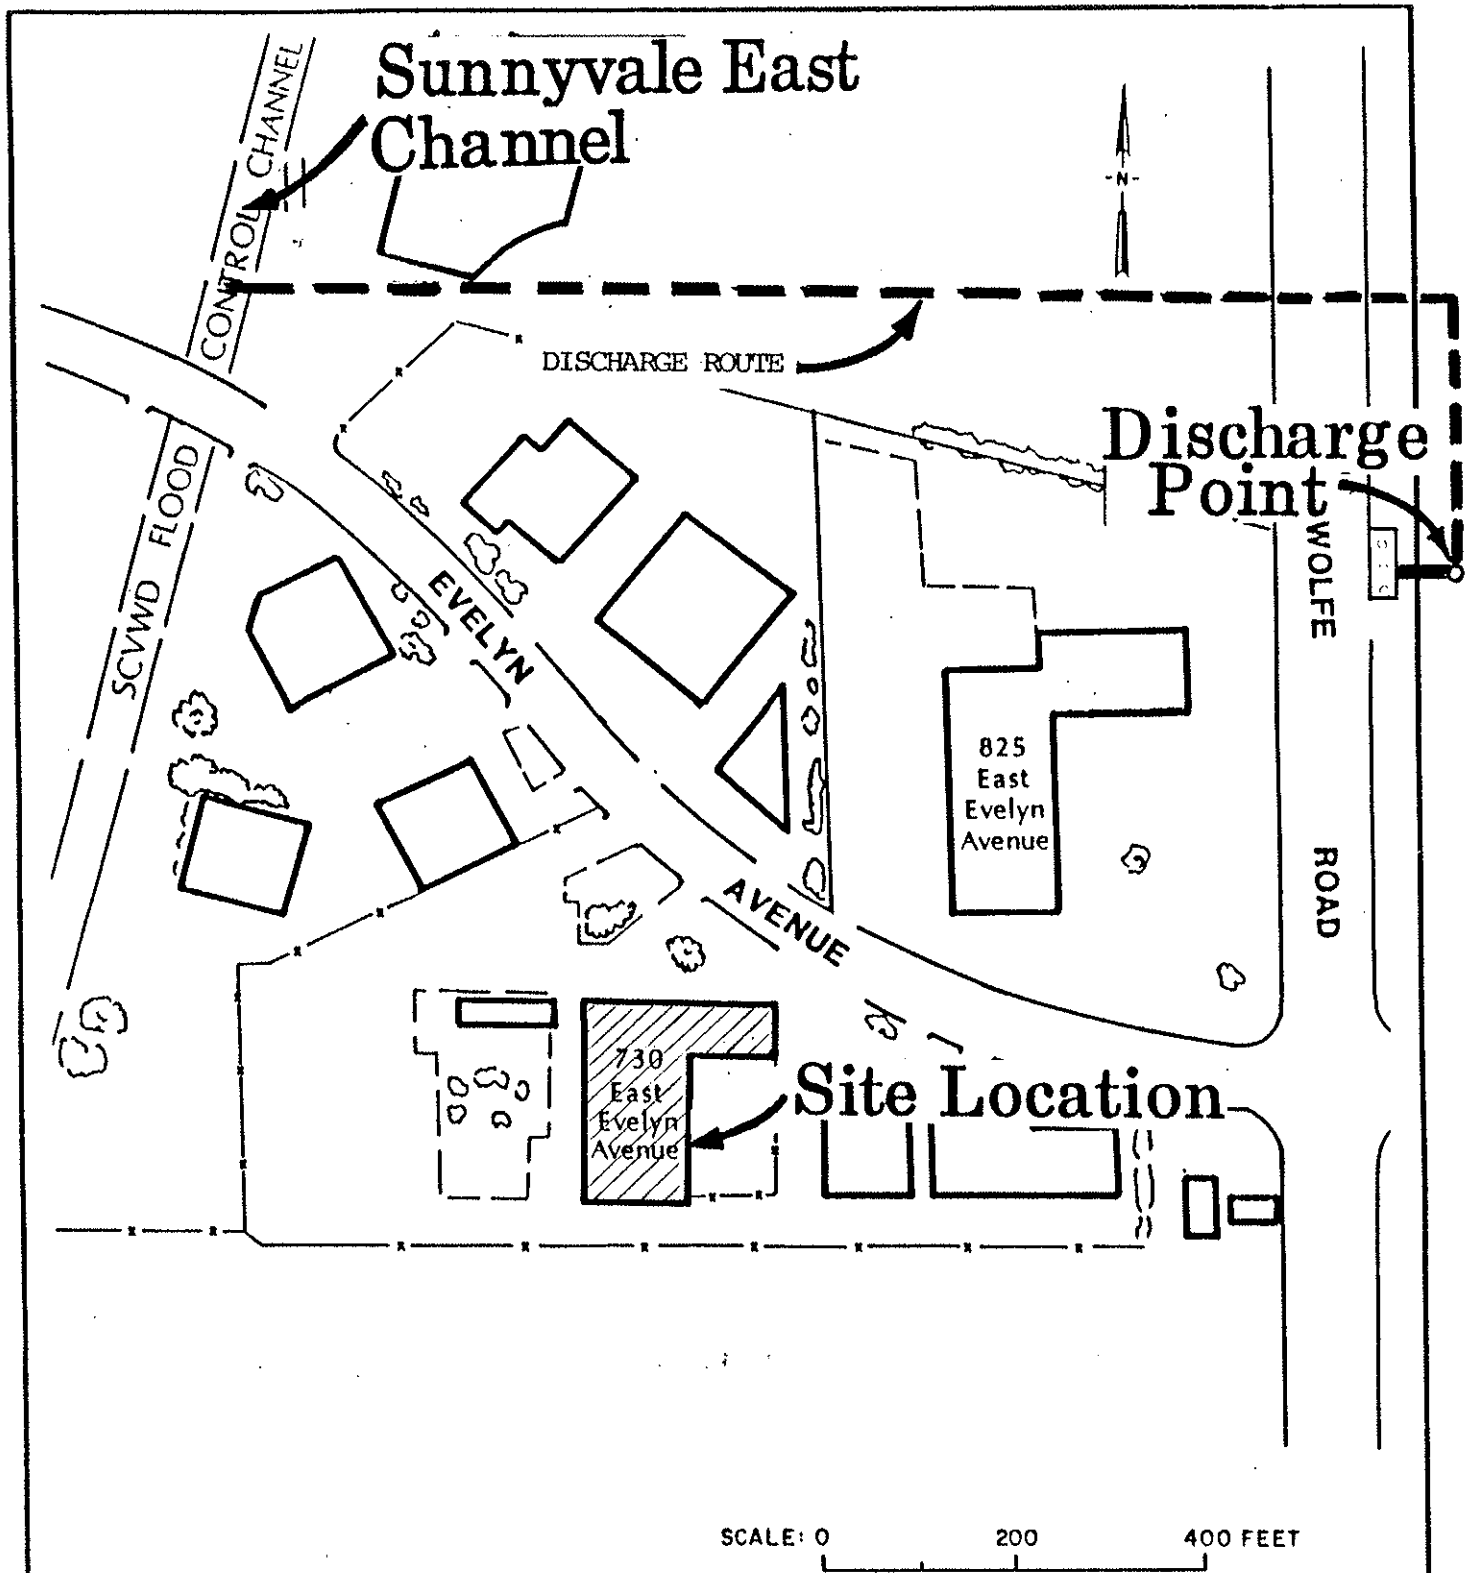 Sunnyvale East
Channel
SCVWD FLOOD CONTROL CHANNEL
-N-
DISCHARGE ROUTE
Discharge
Point
WOLFE ROAD
EVELYN AVENUE
825
East
Evelyn
Avenue
730
East
Evelyn
Avenue
Site Location
SCALE: 0 200 400 FEET